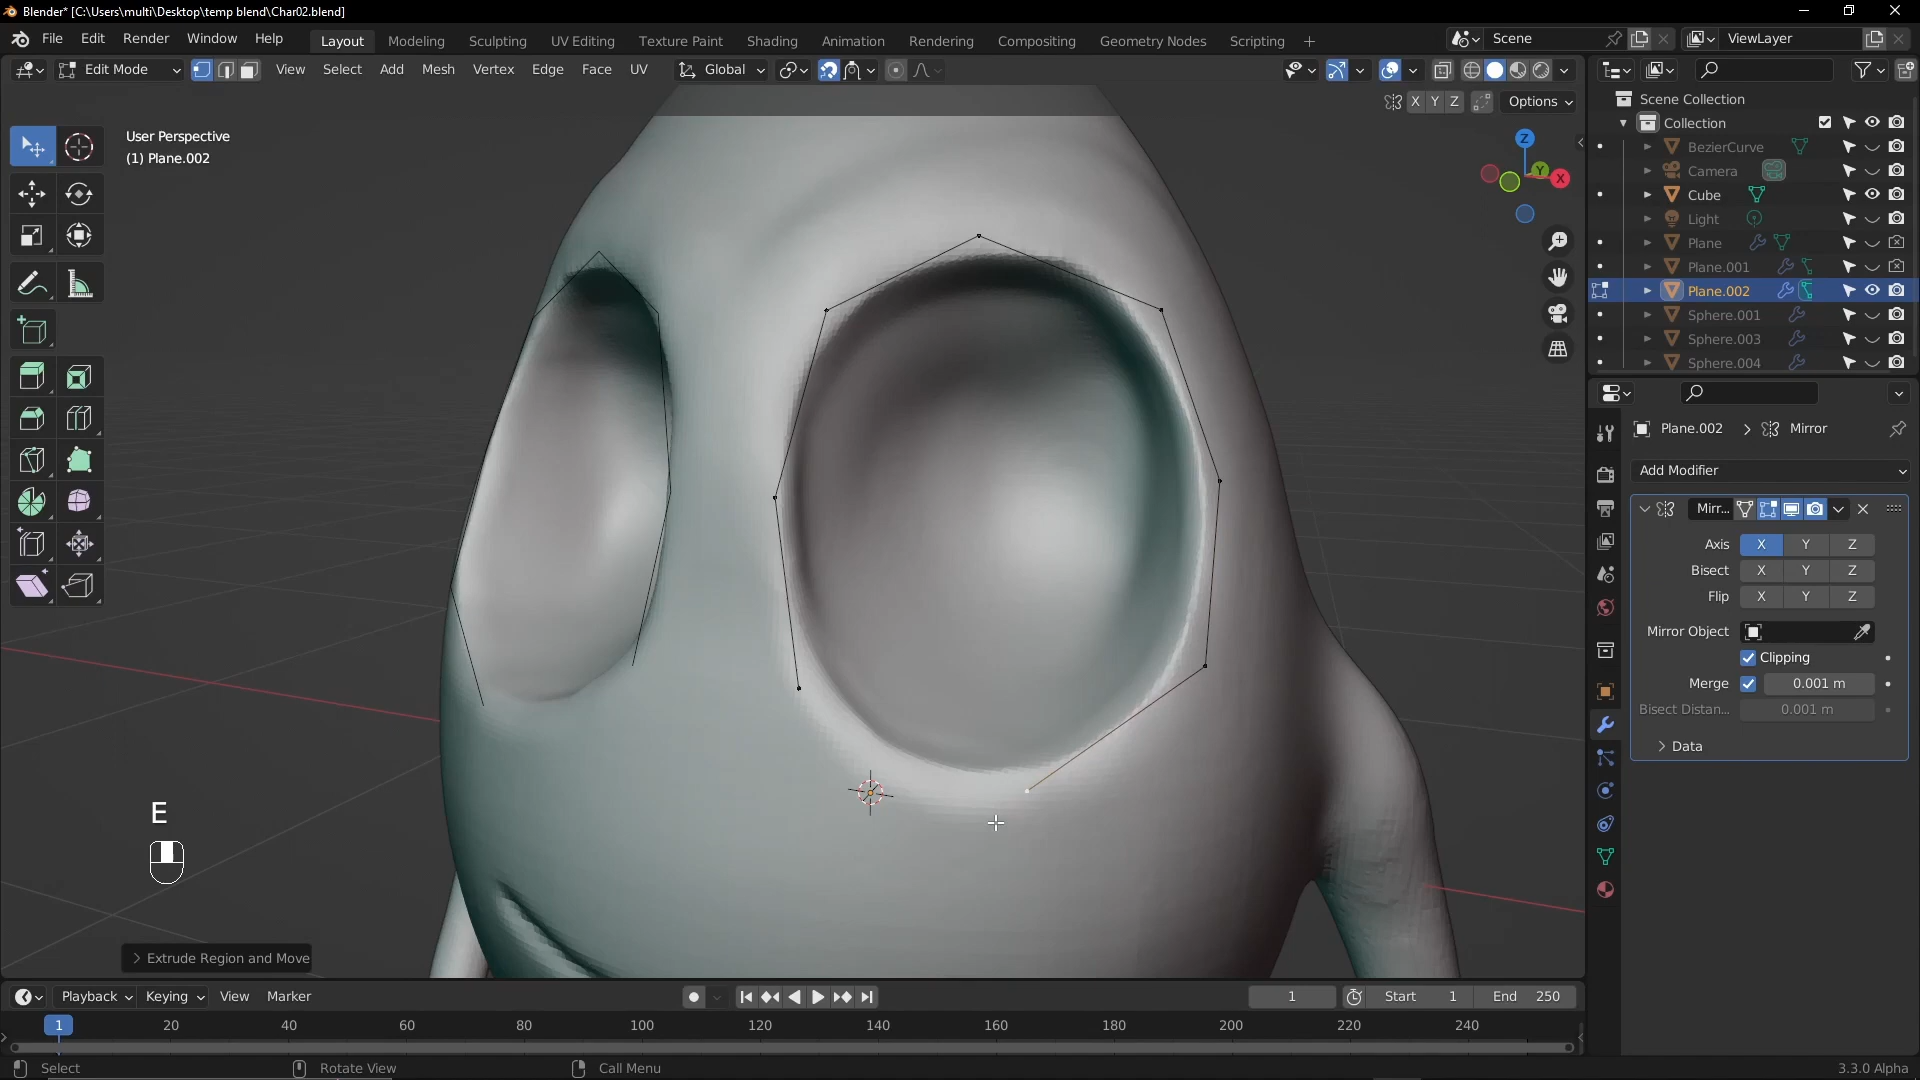 Blender* [C:\Users\multi\Desktop\temp blend\Char02.blend]
File Edit Render Window Help Layout Modeling Sculpting UV Editing Texture Paint Shading Animation Rendering Compositing Geometry Nodes Scripting + Scene ViewLayer
Edit Mode View Select Add Mesh Vertex Edge Face UV Global
X Y Z Options
User Perspective
(1) Plane.002
Z
Y
X
Scene Collection
Collection
BezierCurve
Camera
Cube
Light
Plane
Plane.001
Plane.002
Sphere.001
Sphere.003
Sphere.004
Plane.002 > Mirror
Add Modifier
Mirr...
Axis X Y Z
Bisect X Y Z
Flip X Y Z
Mirror Object
Clipping
Merge 0.001 m
Bisect Distan... 0.001 m
Data
E
Extrude Region and Move
Playback Keying View Marker 1 Start 1 End 250
1 20 40 60 80 100 120 140 160 180 200 220 240
Select Rotate View Call Menu 3.3.0 Alpha